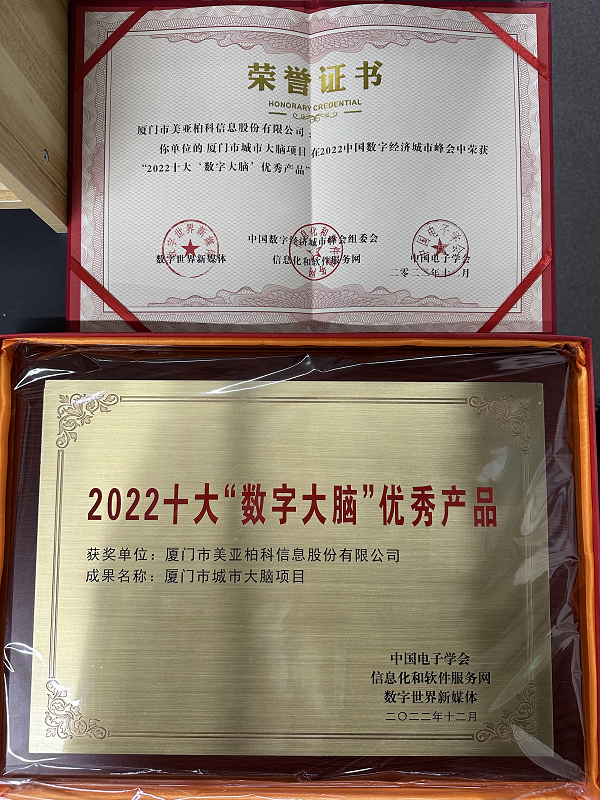 荣誉证书
HONORARY CREDENTIAL
厦门市美亚柏科信息股份有限公司：
你单位的 厦门市城市大脑项目 在2022中国数字经济城市峰会中荣获
“2022十大‘数字大脑’优秀产品”
中国数字经济城市峰会组委会
数字世界新媒体 信息化和软件服务网 中国电子学会
二〇二二年十二月
2022十大“数字大脑”优秀产品
获奖单位：厦门市美亚柏科信息股份有限公司
成果名称：厦门市城市大脑项目
中国电子学会
信息化和软件服务网
数字世界新媒体
二〇二二年十二月